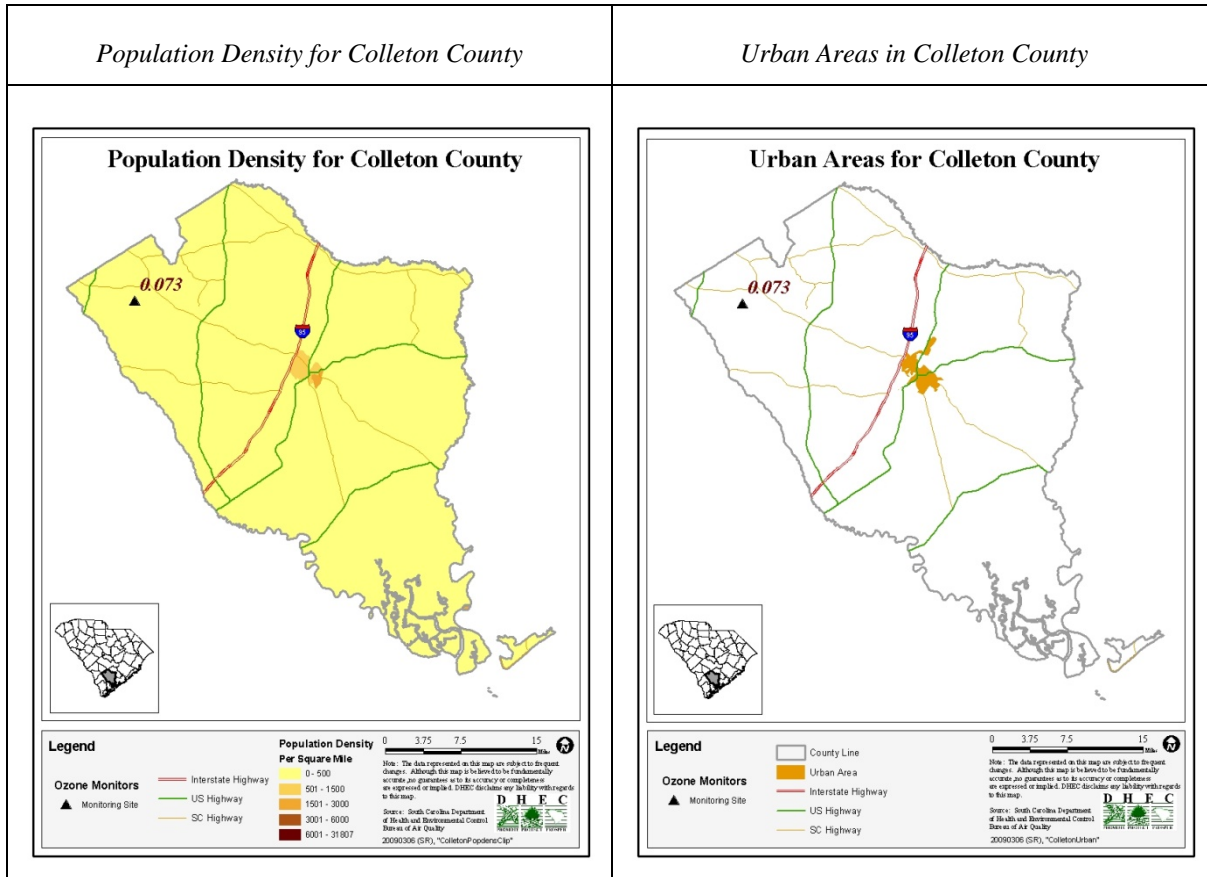 Population Density for Colleton County
Urban Areas in Colleton County
Population Density for Colleton County
0.073
95
Legend
Ozone Monitors
Monitoring Site
Interstate Highway
US Highway
SC Highway
Population Density
Per Square Mile
0 - 500
501 - 1500
1501 - 3000
3001 - 6000
6001 - 31807
0 3.75 7.5 15
Miles
N
Note: The data represented on this map are subject to frequent
changes. Although this map is believed to be fundamentally
accurate, no guarantee as to its accuracy or completeness
are expressed or implied. DHEC disclaims any liability with regards
to this map.
Source: South Carolina Department
of Health and Environmental Control
Bureau of Air Quality
D H E C
PROMOTE PROTECT PROSPER
20090306 (SR), "ColletonPopdensClip"
Urban Areas for Colleton County
0.073
95
Legend
Ozone Monitors
Monitoring Site
County Line
Urban Area
Interstate Highway
US Highway
SC Highway
0 3.75 7.5 15
Miles
N
Note: The data represented on this map are subject to frequent
changes. Although this map is believed to be fundamentally
accurate, no guarantee as to its accuracy or completeness
are expressed or implied. DHEC disclaims any liability with regards
to this map.
Source: South Carolina Department
of Health and Environmental Control
Bureau of Air Quality
D H E C
PROMOTE PROTECT PROSPER
20090306 (SR), "ColletonUrban"